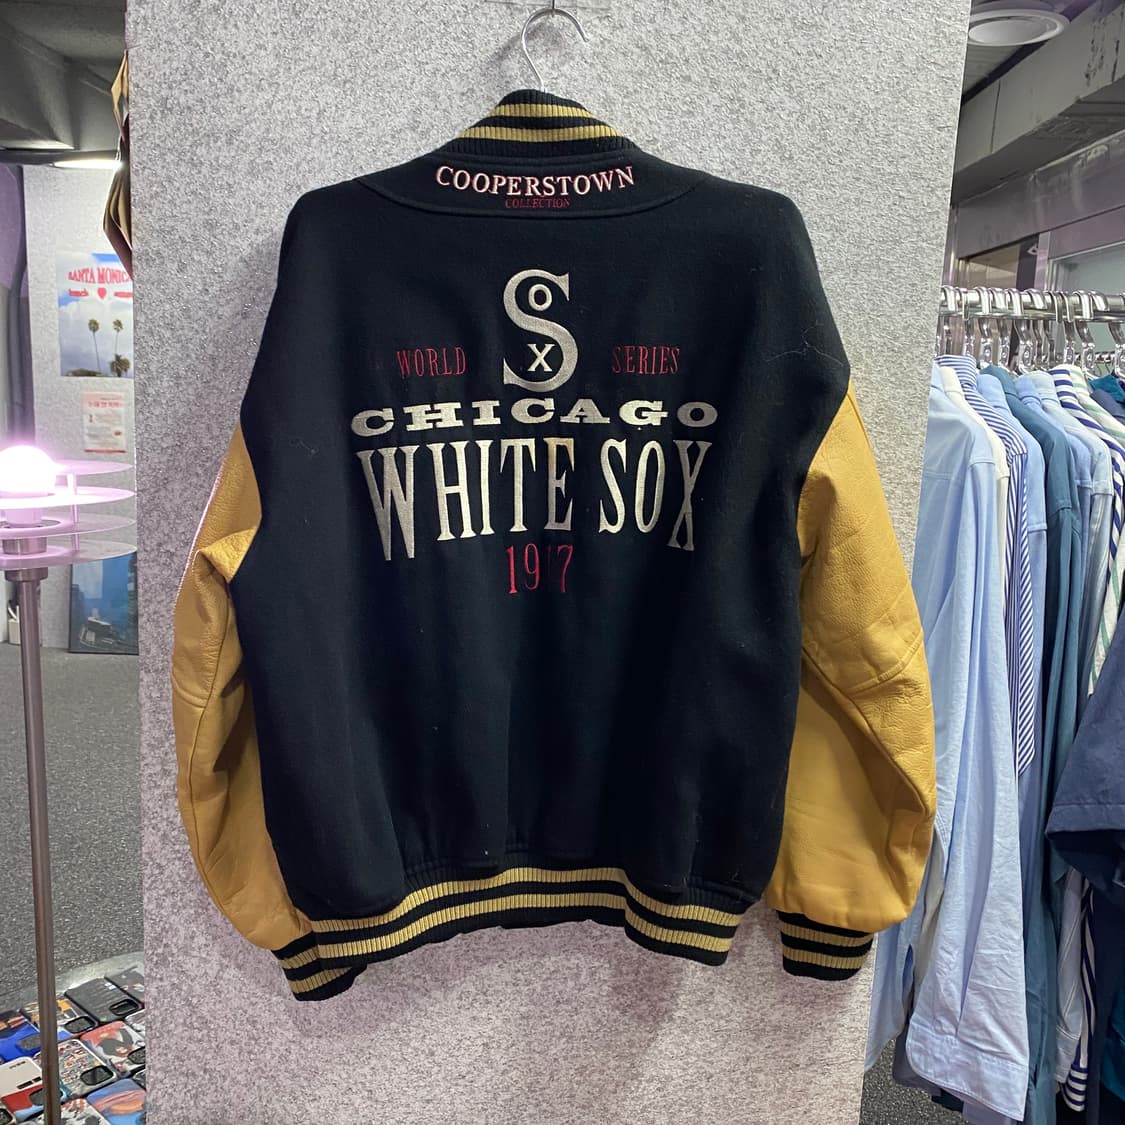 COOPERSTOWN
COLLECTION
SOX
WORLD SERIES
CHICAGO
WHITE SOX
1917
SANTA MONICA